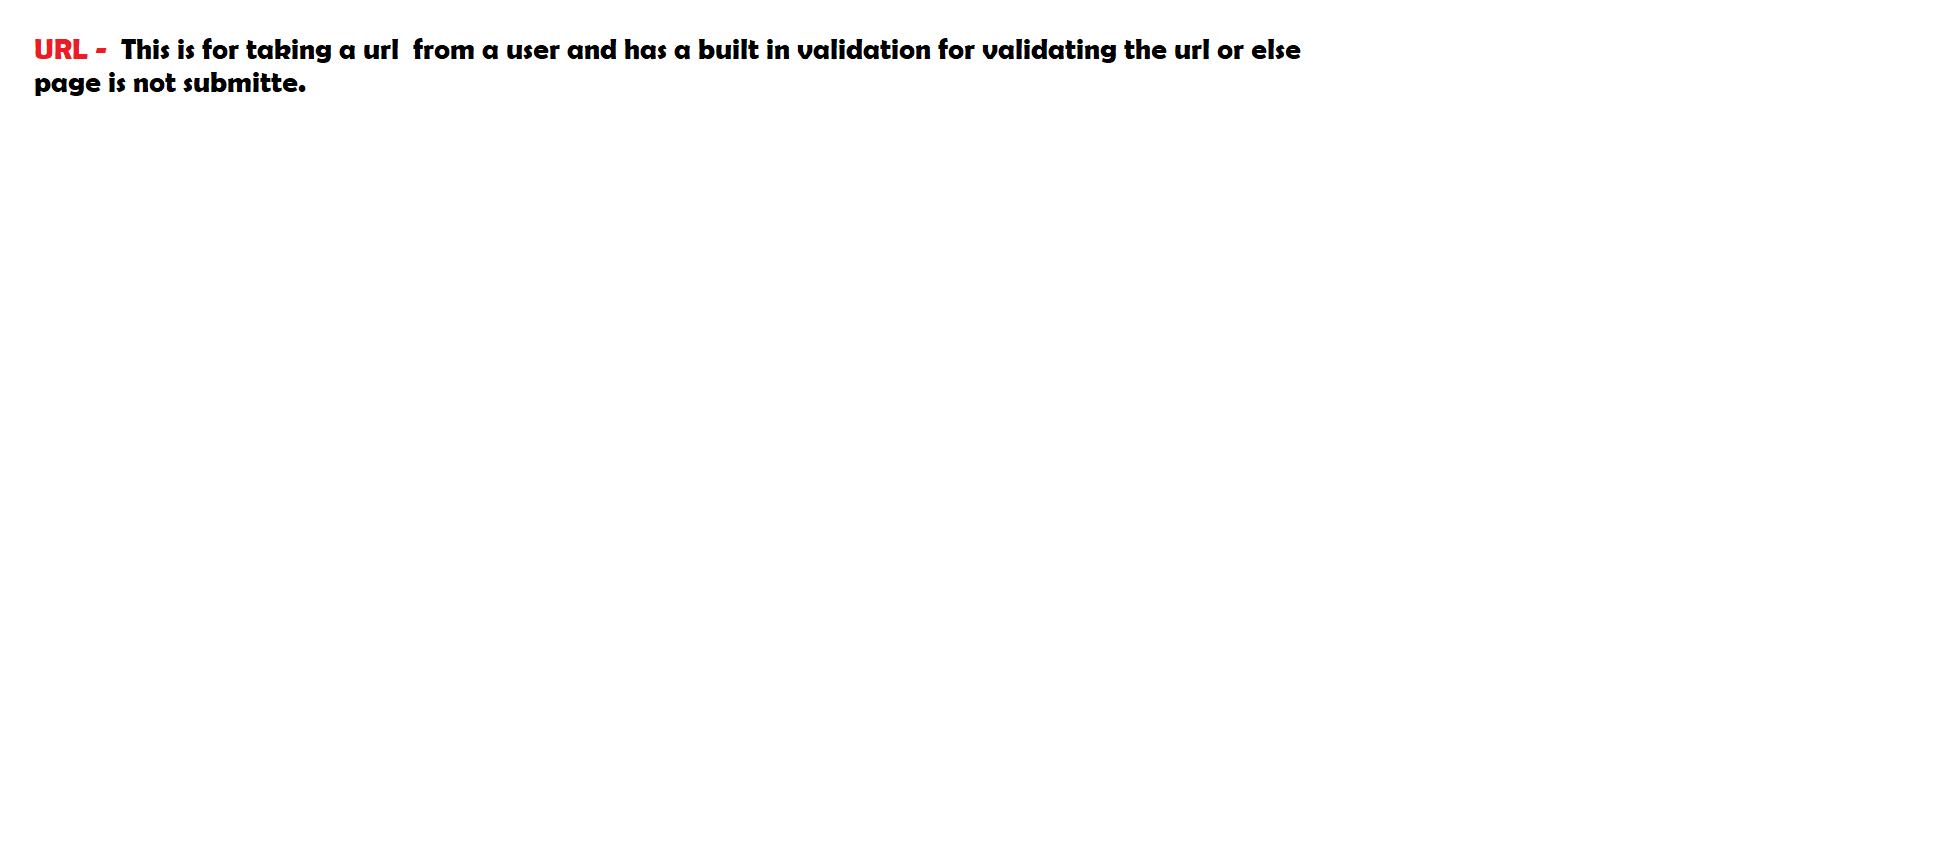 URL -  This is for taking a url  from a user and has a built in validation for validating the url or else
page is not submitte.